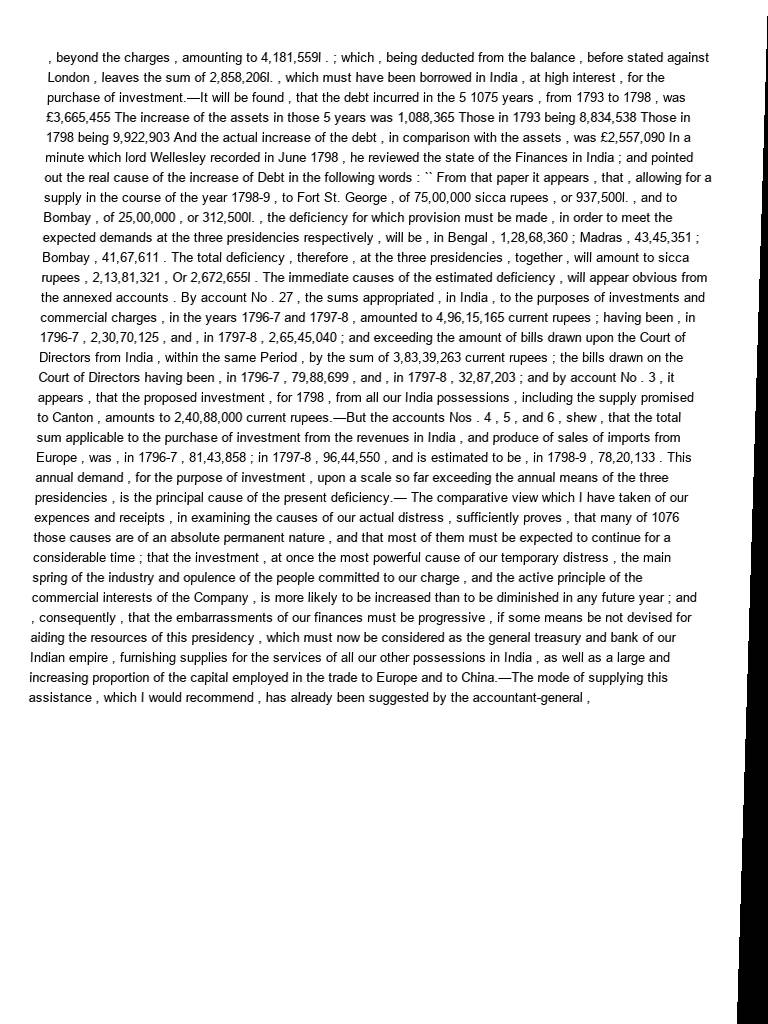 , beyond the charges , amounting to 4,181,559l . ; which , being deducted from the balance , before stated against
London , leaves the sum of 2,858,206l. , which must have been borrowed in India , at high interest , for the
purchase of investment.—It will be found , that the debt incurred in the 5 1075 years , from 1793 to 1798 , was
£3,665,455 The increase of the assets in those 5 years was 1,088,365 Those in 1793 being 8,834,538 Those in
1798 being 9,922,903 And the actual increase of the debt , in comparison with the assets , was £2,557,090 In a
minute which lord Wellesley recorded in June 1798 , he reviewed the state of the Finances in India ; and pointed
out the real cause of the increase of Debt in the following words : `` From that paper it appears , that , allowing for a
supply in the course of the year 1798-9 , to Fort St. George , of 75,00,000 sicca rupees , or 937,500l. , and to
Bombay , of 25,00,000 , or 312,500l. , the deficiency for which provision must be made , in order to meet the
expected demands at the three presidencies respectively , will be , in Bengal , 1,28,68,360 ; Madras , 43,45,351 ;
Bombay , 41,67,611 . The total deficiency , therefore , at the three presidencies , together , will amount to sicca
rupees , 2,13,81,321 , Or 2,672,655l . The immediate causes of the estimated deficiency , will appear obvious from
the annexed accounts . By account No . 27 , the sums appropriated , in India , to the purposes of investments and
commercial charges , in the years 1796-7 and 1797-8 , amounted to 4,96,15,165 current rupees ; having been , in
1796-7 , 2,30,70,125 , and , in 1797-8 , 2,65,45,040 ; and exceeding the amount of bills drawn upon the Court of
Directors from India , within the same Period , by the sum of 3,83,39,263 current rupees ; the bills drawn on the
Court of Directors having been , in 1796-7 , 79,88,699 , and , in 1797-8 , 32,87,203 ; and by account No . 3 , it
appears , that the proposed investment , for 1798 , from all our India possessions , including the supply promised
to Canton , amounts to 2,40,88,000 current rupees.—But the accounts Nos . 4 , 5 , and 6 , shew , that the total
sum applicable to the purchase of investment from the revenues in India , and produce of sales of imports from
Europe , was , in 1796-7 , 81,43,858 ; in 1797-8 , 96,44,550 , and is estimated to be , in 1798-9 , 78,20,133 . This
annual demand , for the purpose of investment , upon a scale so far exceeding the annual means of the three
presidencies , is the principal cause of the present deficiency.— The comparative view which I have taken of our
expences and receipts , in examining the causes of our actual distress , sufficiently proves , that many of 1076
those causes are of an absolute permanent nature , and that most of them must be expected to continue for a
considerable time ; that the investment , at once the most powerful cause of our temporary distress , the main
spring of the industry and opulence of the people committed to our charge , and the active principle of the
commercial interests of the Company , is more likely to be increased than to be diminished in any future year ; and
, consequently , that the embarrassments of our finances must be progressive , if some means be not devised for
aiding the resources of this presidency , which must now be considered as the general treasury and bank of our
Indian empire , furnishing supplies for the services of all our other possessions in India , as well as a large and
increasing proportion of the capital employed in the trade to Europe and to China.—The mode of supplying this
assistance , which I would recommend , has already been suggested by the accountant-general ,